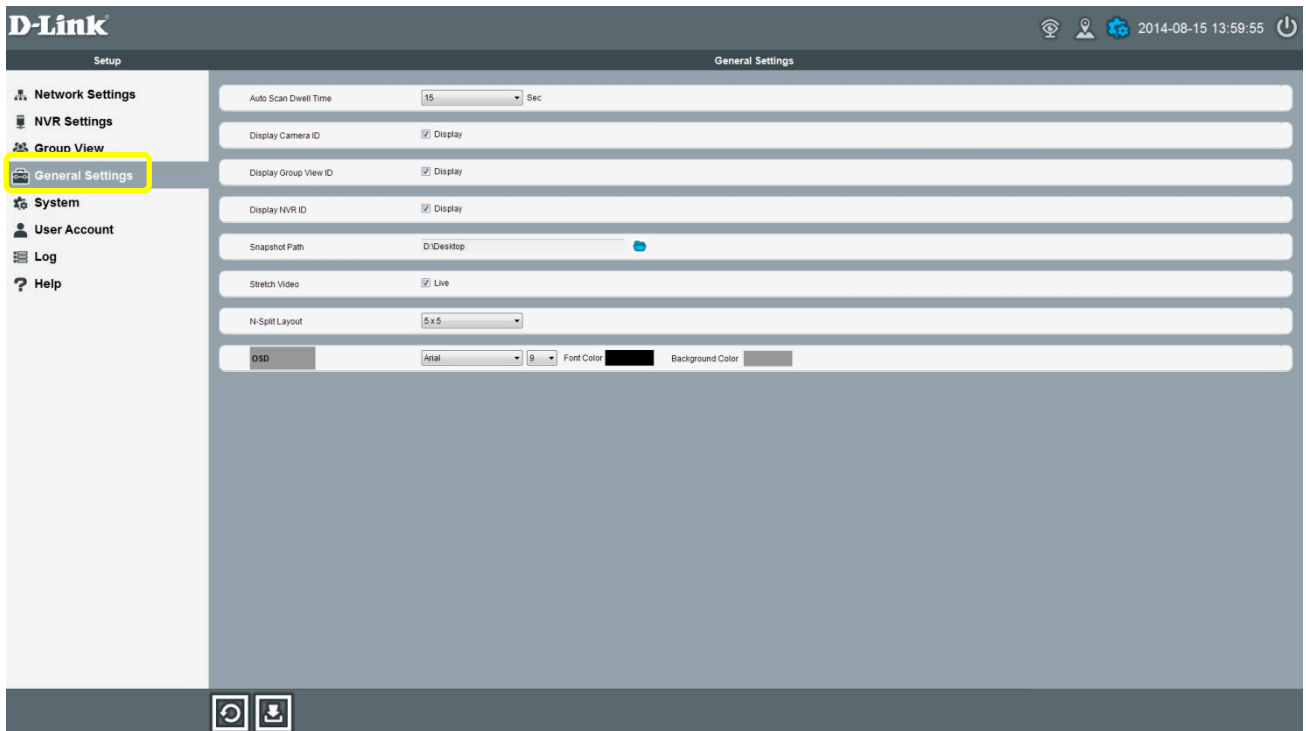 D-Link
2014-08-15 13:59:55
Setup
General Settings
Network Settings
NVR Settings
Group View
General Settings
System
User Account
Log
Help
Auto Scan Dwell Time 15 Sec
Display Camera ID Display
Display Group View ID Display
Display NVR ID Display
Snapshot Path D:\Desktop
Stretch Video Live
N-Split Layout 5 x 5
OSD Arial 9 Font Color Background Color